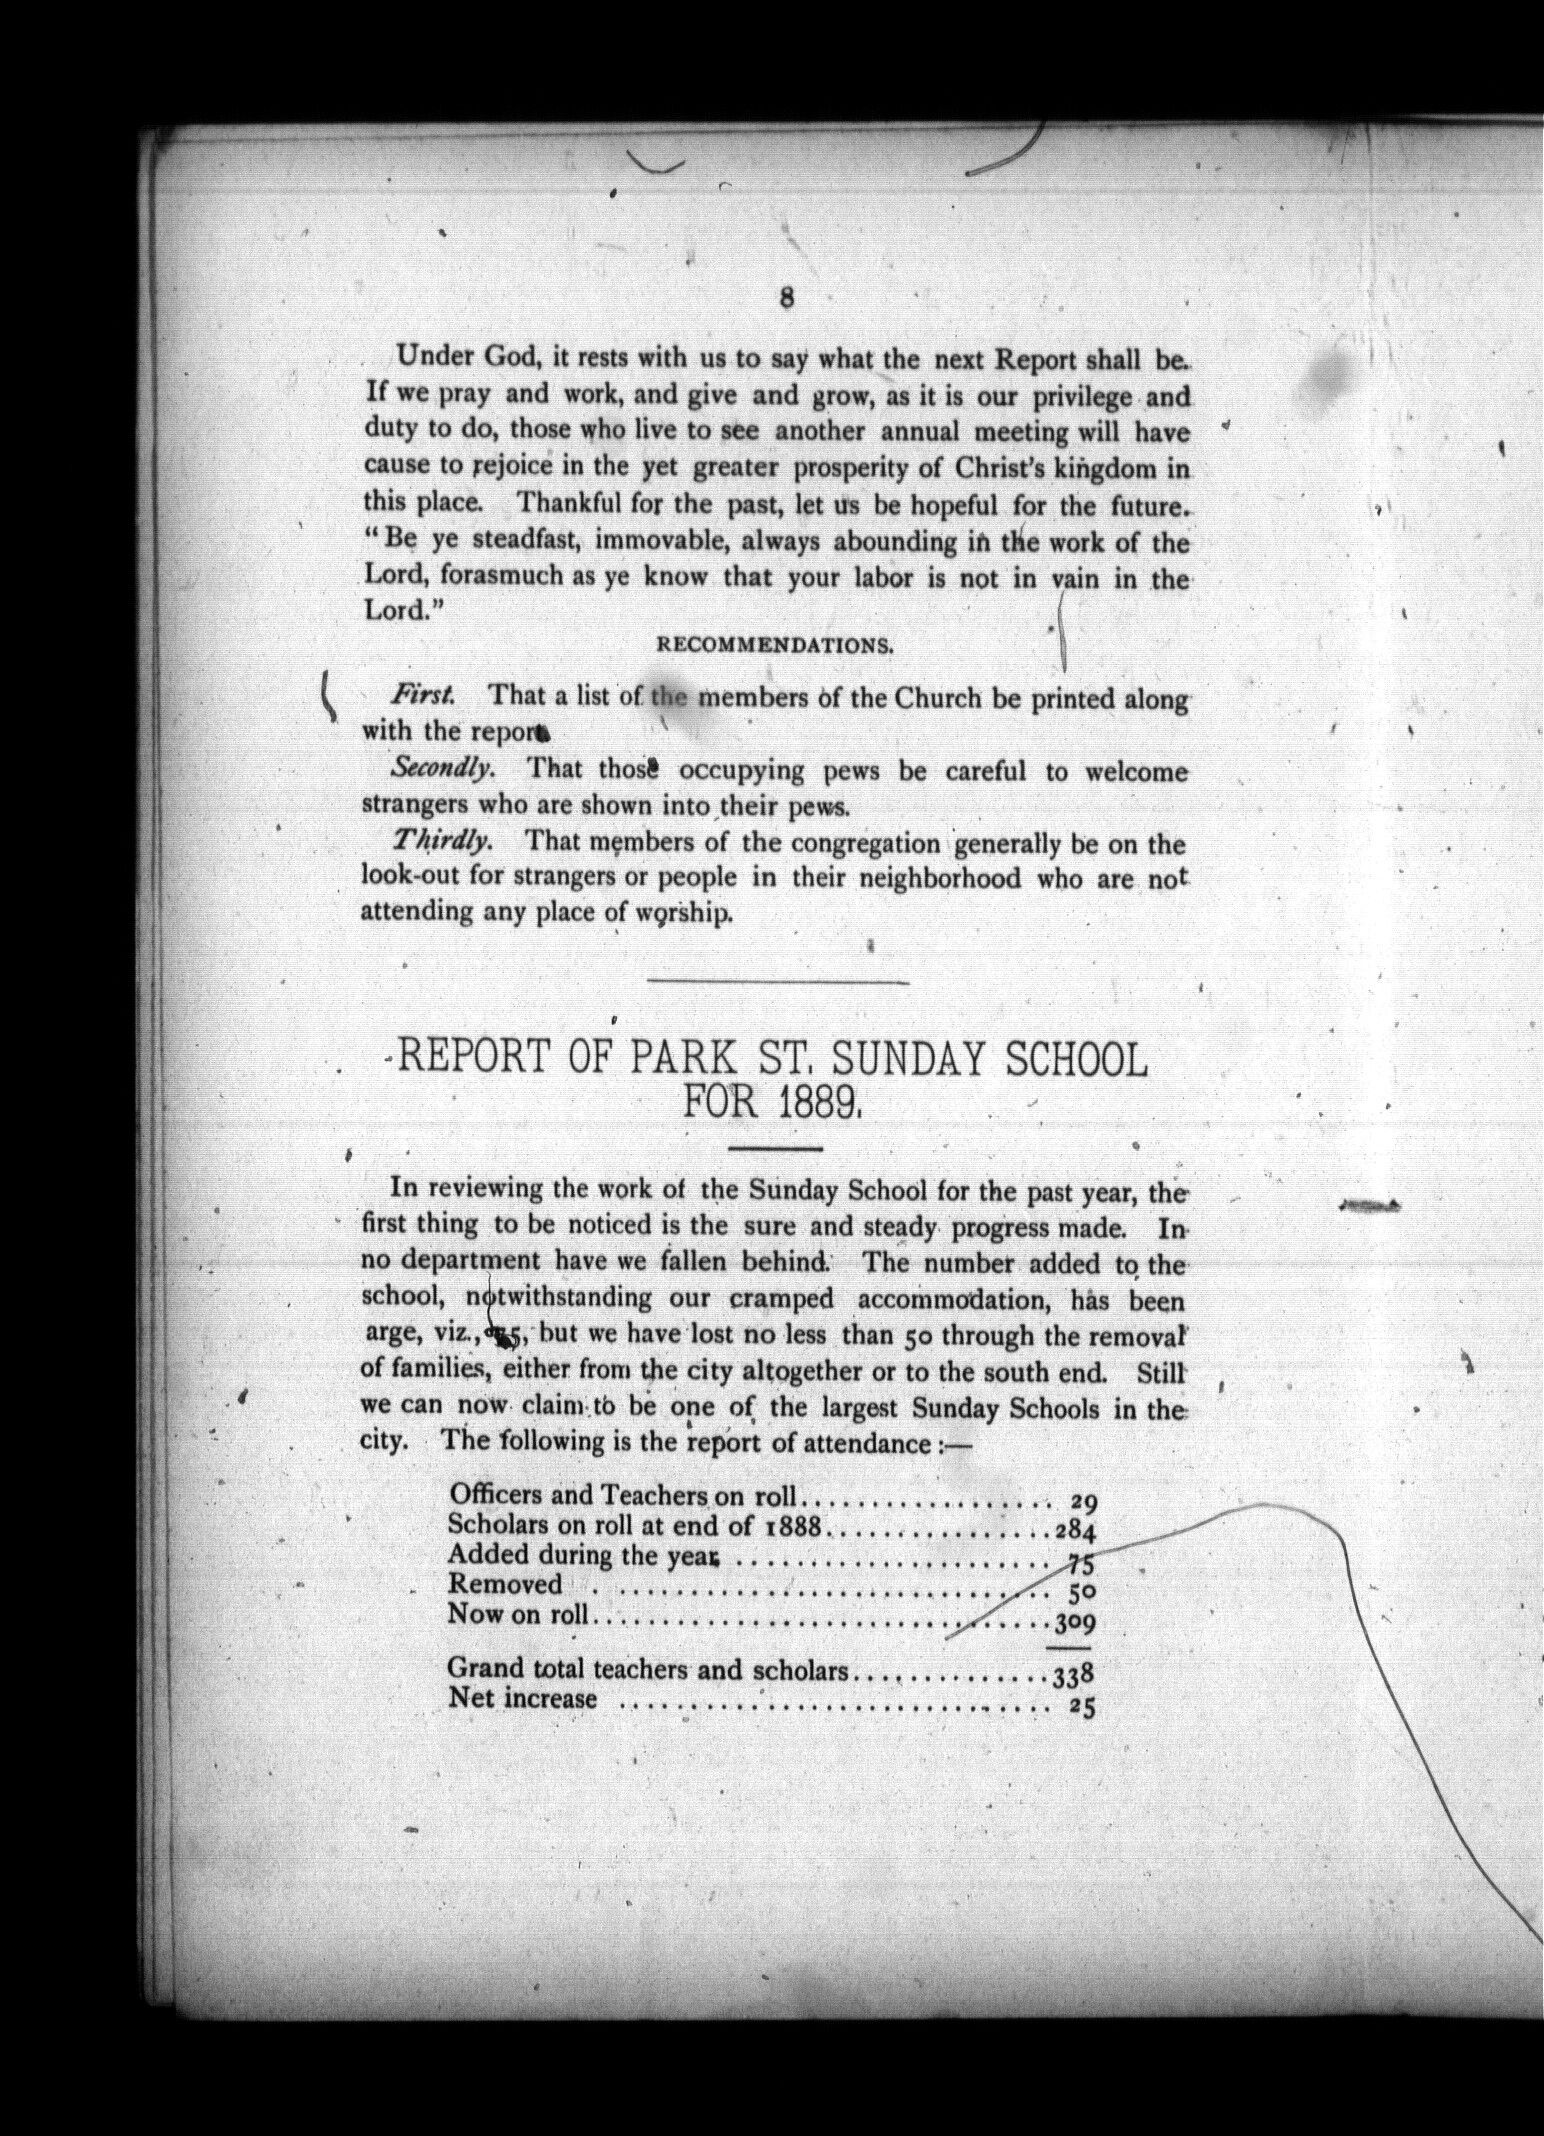 8
Under God, it rests with us to say what the next Report shall be.
If we pray and work, and give and grow, as it is our privilege and
duty to do, those who live to see another annual meeting will have
cause to rejoice in the yet greater prosperity of Christ's kingdom in
this place. Thankful for the past, let us be hopeful for the future.
“Be ye steadfast, immovable, always abounding in the work of the
Lord, forasmuch as ye know that your labor is not in vain in the
Lord.”
RECOMMENDATIONS.
First. That a list of the members of the Church be printed along
with the report.
Secondly. That those occupying pews be careful to welcome
strangers who are shown into their pews.
Thirdly. That members of the congregation generally be on the
look-out for strangers or people in their neighborhood who are not
attending any place of worship.
REPORT OF PARK ST. SUNDAY SCHOOL
FOR 1889.
In reviewing the work of the Sunday School for the past year, the
first thing to be noticed is the sure and steady progress made. In
no department have we fallen behind. The number added to the
school, notwithstanding our cramped accommodation, has been
arge, viz., 75, but we have lost no less than 50 through the removal
of families, either from the city altogether or to the south end. Still
we can now claim to be one of the largest Sunday Schools in the
city. The following is the report of attendance :—
Officers and Teachers on roll.................. 29
Scholars on roll at end of 1888...............284
Added during the year ..................... 75
Removed . ............................. 50
Now on roll...............................309
Grand total teachers and scholars.............338
Net increase ............................. 25